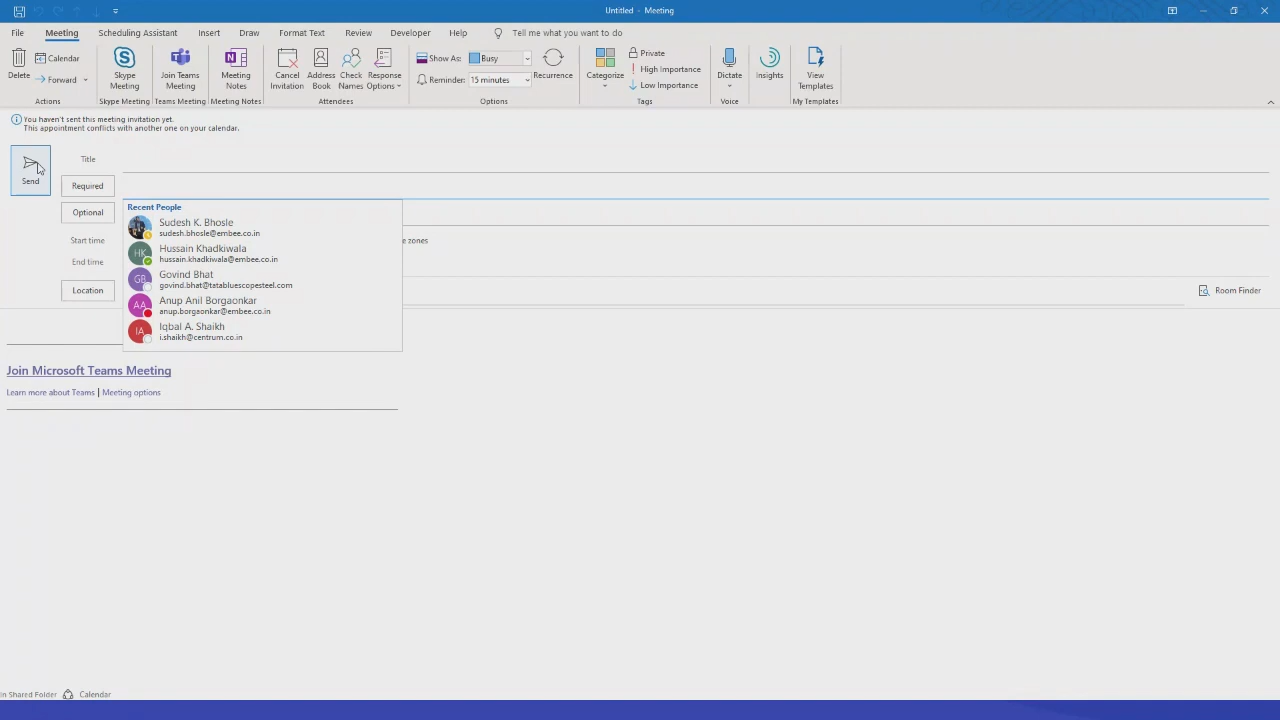 Untitled - Meeting
File Meeting Scheduling Assistant Insert Draw Format Text Review Developer Help Tell me what you want to do
Delete
Calendar
Forward
Actions
Skype
Meeting
Skype Meeting
Join Teams
Meeting
Teams Meeting
Meeting
Notes
Meeting Notes
Cancel
Invitation
Address
Book
Check
Names
Response
Options
Attendees
Show As: Busy
Reminder: 15 minutes
Recurrence
Options
Categorize
Private
High Importance
Low Importance
Tags
Dictate
Voice
Insights
View
Templates
My Templates
You haven't sent this meeting invitation yet.
This appointment conflicts with another one on your calendar.
Send
Title
Required
Optional
Start time
End time
Location
Recent People
Sudesh K. Bhosle
sudesh.bhosle@embee.co.in
HK
Hussain Khadkiwala
hussain.khadkiwala@embee.co.in
GB
Govind Bhat
govind.bhat@tatabluescopesteel.com
AA
Anup Anil Borgaonkar
anup.borgaonkar@embee.co.in
IA
Iqbal A. Shaikh
i.shaikh@centrum.co.in
e zones
Room Finder
Join Microsoft Teams Meeting
Learn more about Teams | Meeting options
in Shared Folder Calendar